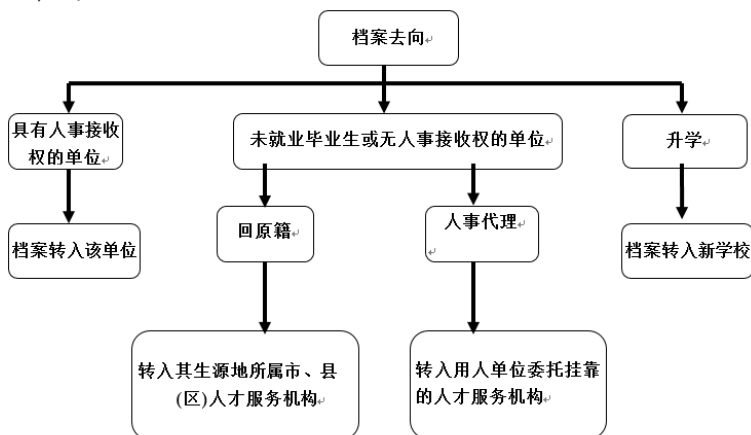 档案去向
具有人事接收
权的单位
未就业毕业生或无人事接收权的单位
升学
档案转入该单位
回原籍
人事代理
档案转入新学校
转入其生源地所属市、县
(区)人才服务机构
转入用人单位委托挂靠
的人才服务机构